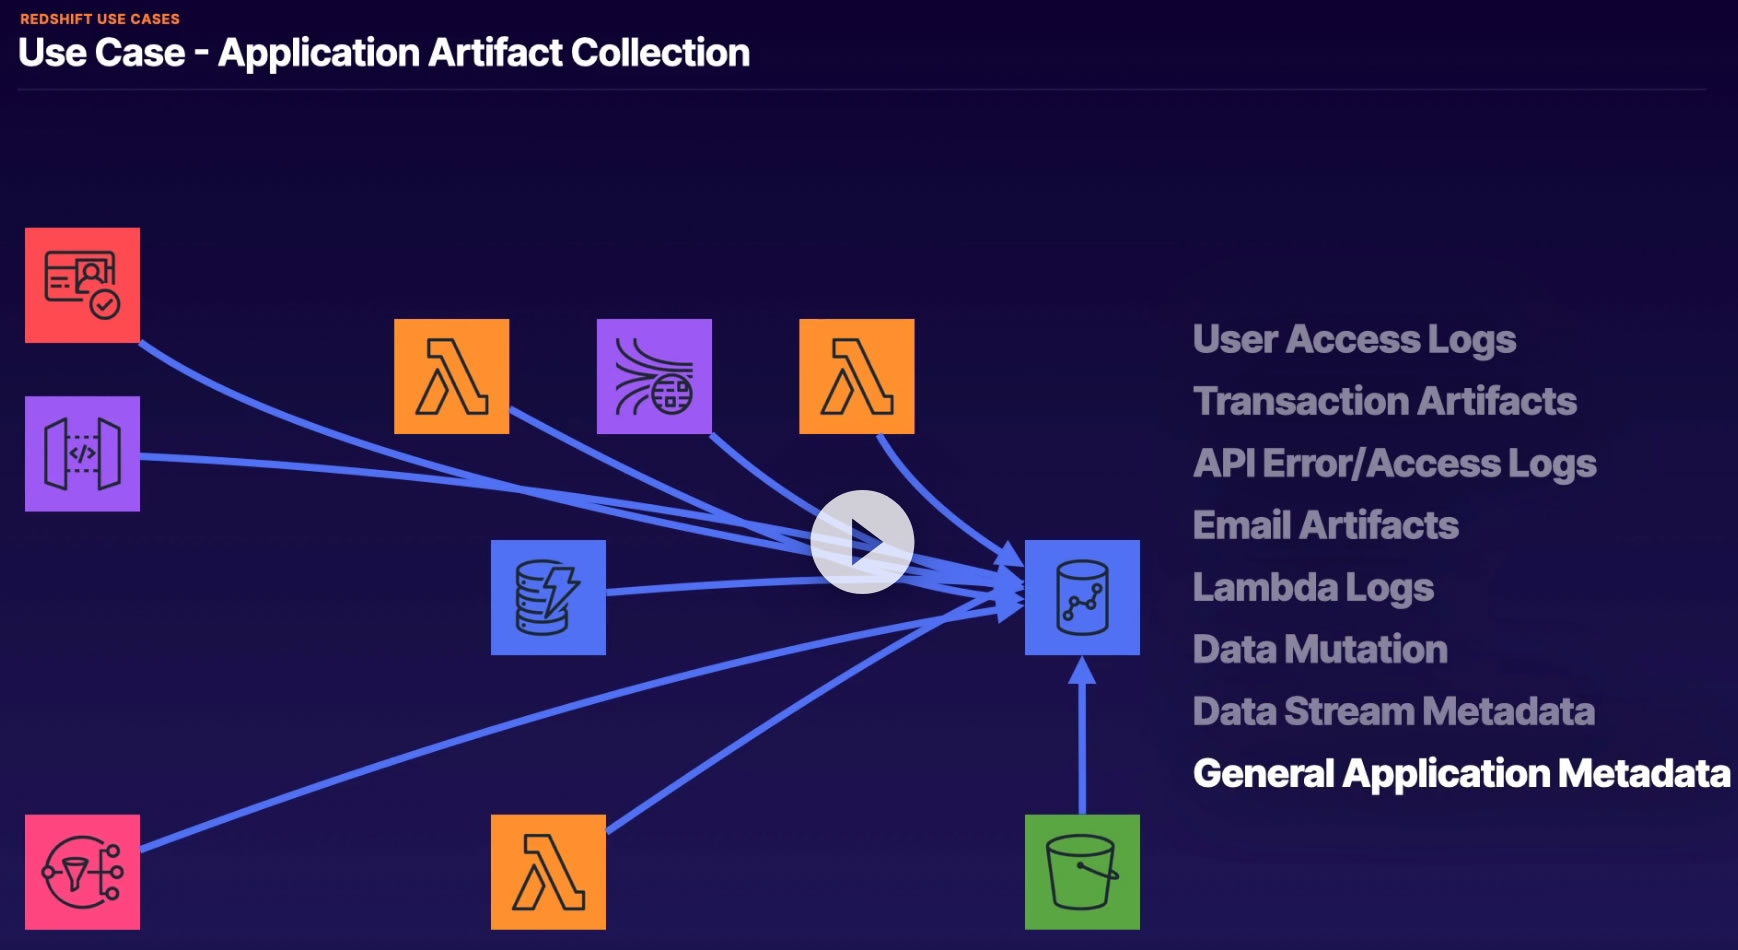 REDSHIFT USE CASES
Use Case - Application Artifact Collection
</>
User Access Logs
Transaction Artifacts
API Error/Access Logs
Email Artifacts
Lambda Logs
Data Mutation
Data Stream Metadata
General Application Metadata